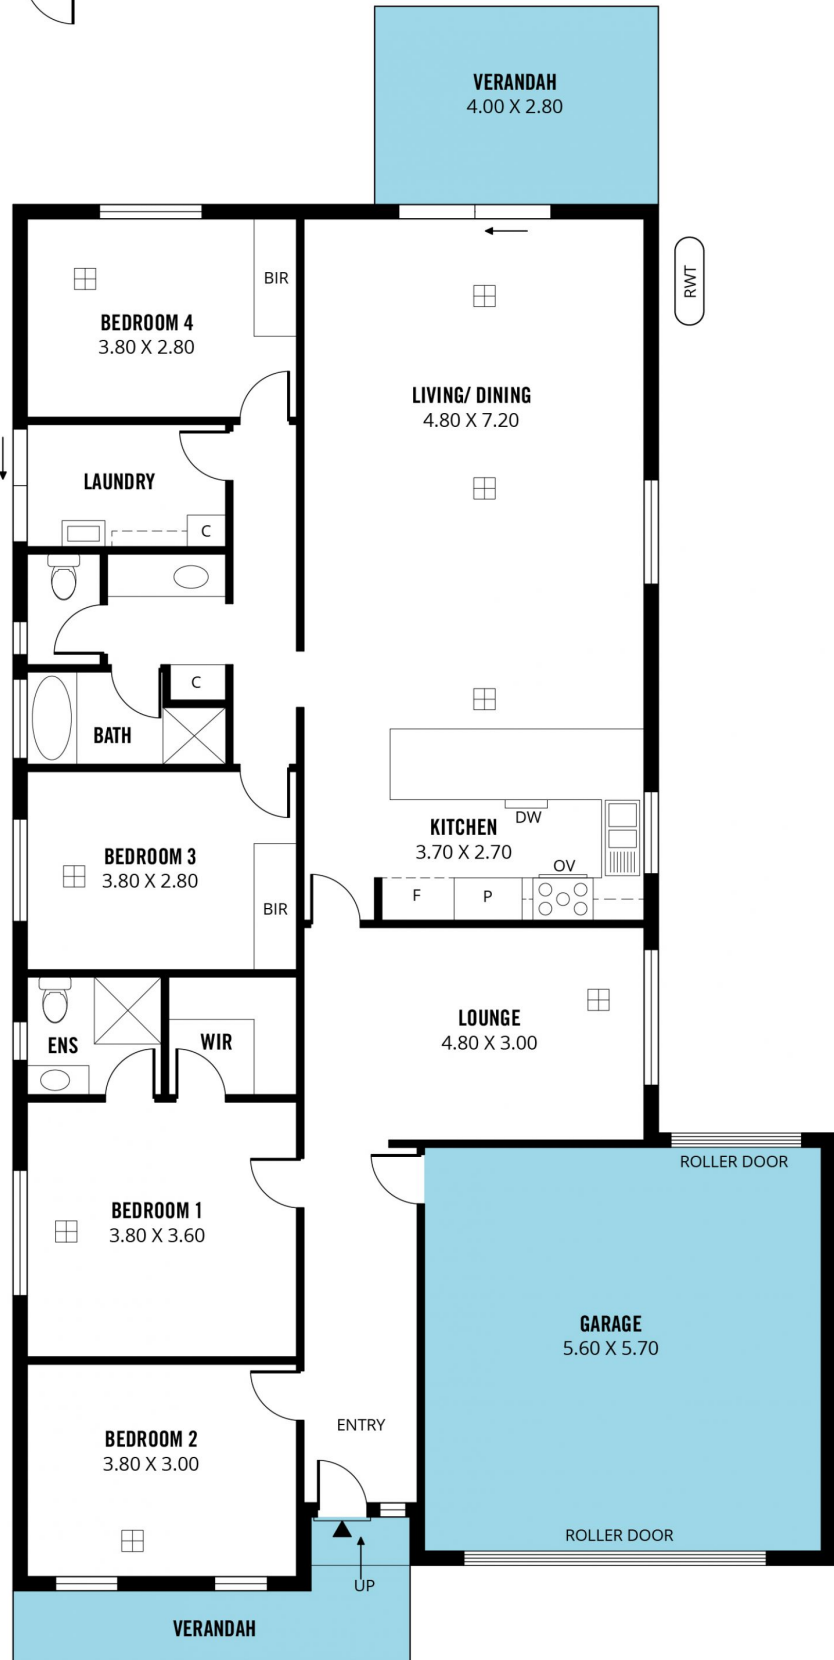 VERANDAH
4.00 X 2.80
RWT
BIR
BEDROOM 4
3.80 X 2.80
LIVING/ DINING
4.80 X 7.20
LAUNDRY
C
C
BATH
KITCHEN
3.70 X 2.70
DW
OV
F
P
BEDROOM 3
3.80 X 2.80
BIR
ENS
WIR
LOUNGE
4.80 X 3.00
ROLLER DOOR
BEDROOM 1
3.80 X 3.60
GARAGE
5.60 X 5.70
BEDROOM 2
3.80 X 3.00
ENTRY
ROLLER DOOR
UP
VERANDAH